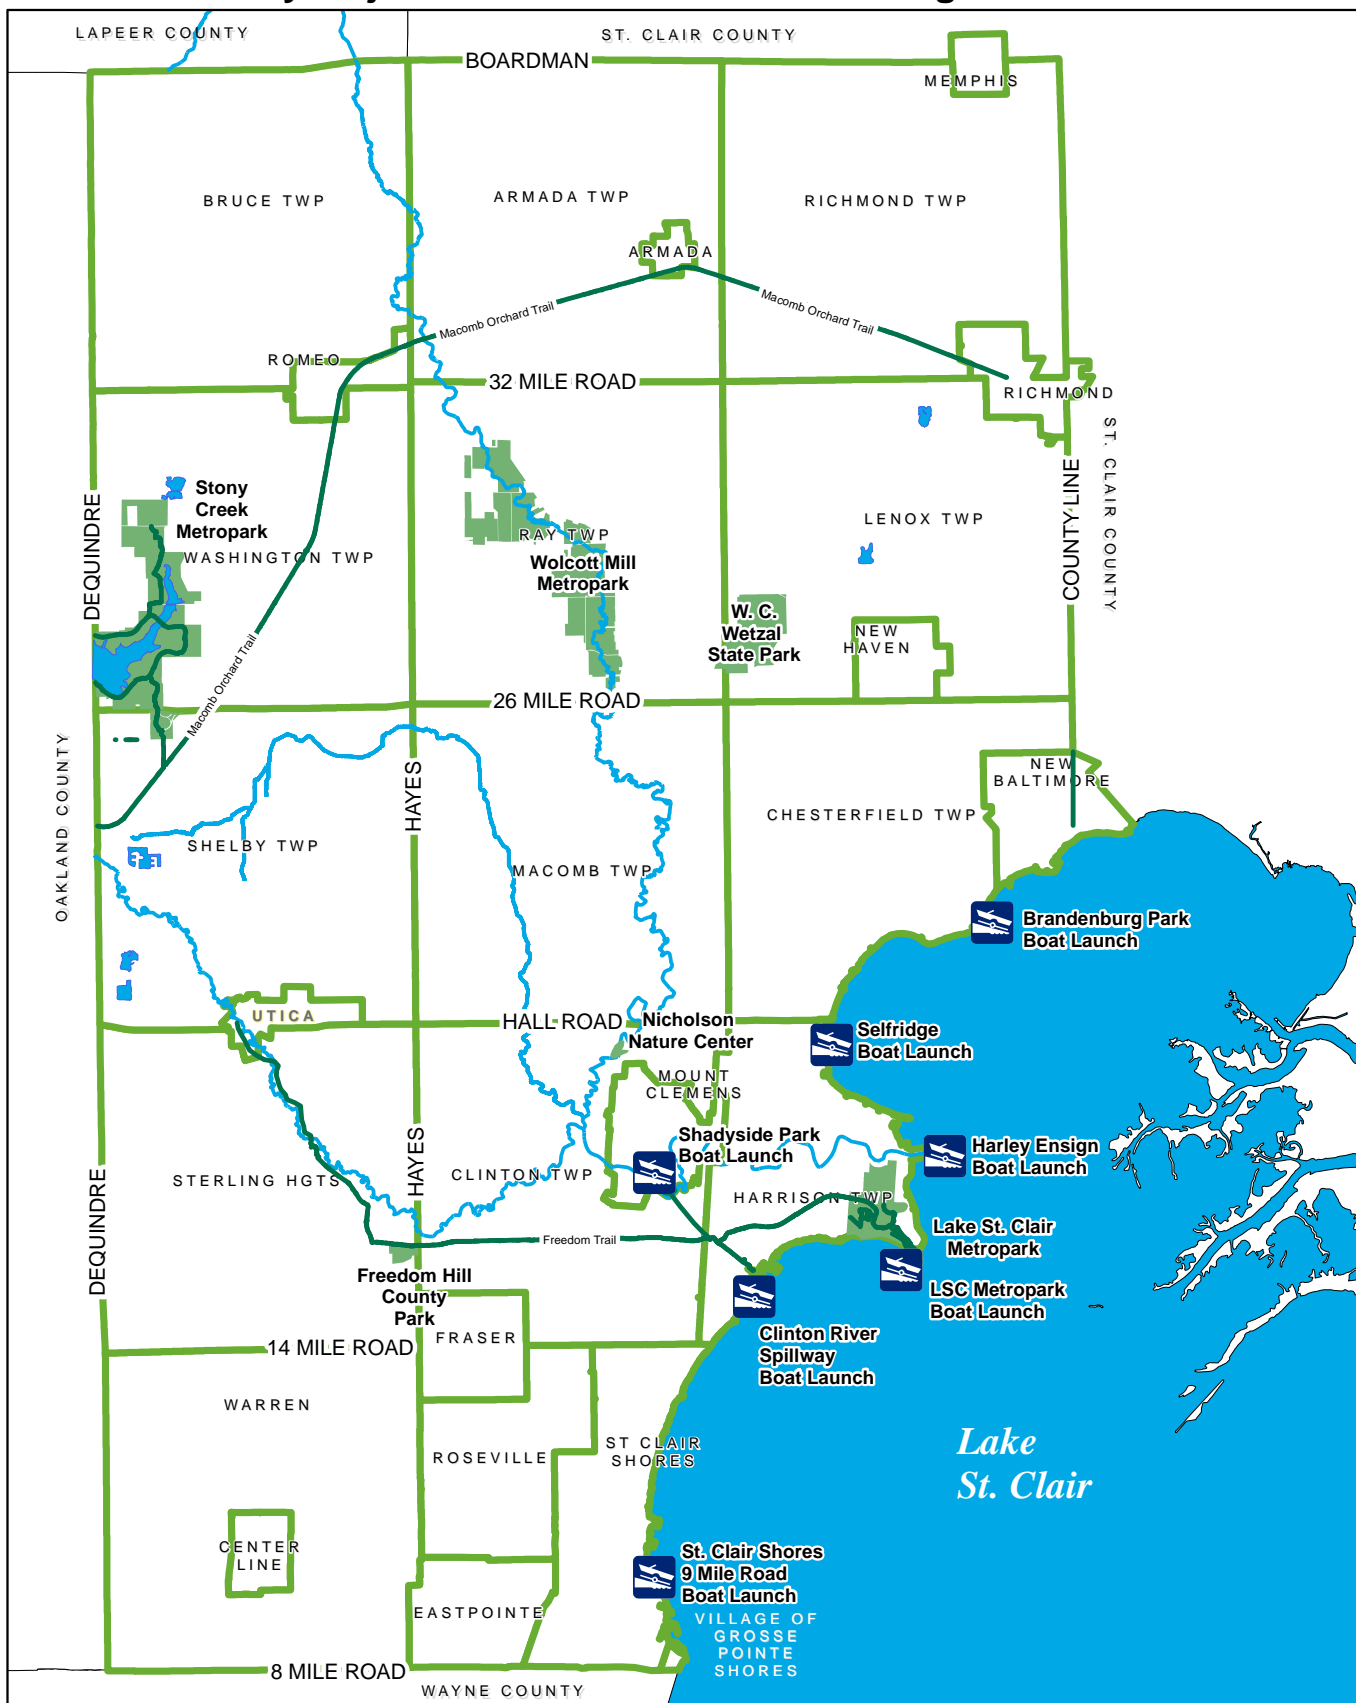 LAPEER COUNTY
ST. CLAIR COUNTY
BOARDMAN
MEMPHIS
BRUCE TWP
ARMADA TWP
RICHMOND TWP
ARMADA
Macomb Orchard Trail
Macomb Orchard Trail
ROMEO
32 MILE ROAD
RICHMOND
ST. CLAIR COUNTY
COUNTY LINE
DEQUINDRE
Stony
Creek
Metropark
WASHINGTON TWP
RAY TWP
Wolcott Mill
Metropark
LENOX TWP
W. C.
Wetzal
State Park
NEW
HAVEN
Macomb Orchard Trail
26 MILE ROAD
OAKLAND COUNTY
HAYES
NEW
BALTIMORE
CHESTERFIELD TWP
SHELBY TWP
MACOMB TWP
Brandenburg Park
Boat Launch
UTICA
HALL ROAD
Nicholson
Nature Center
Selfridge
Boat Launch
MOUNT
CLEMENS
Shadyside Park
Boat Launch
Harley Ensign
Boat Launch
HAYES
DEQUINDRE
STERLING HGTS
CLINTON TWP
HARRISON TWP
Freedom Trail
Lake St. Clair
Metropark
LSC Metropark
Boat Launch
Freedom Hill
County
Park
FRASER
14 MILE ROAD
Clinton River
Spillway
Boat Launch
WARREN
ROSEVILLE
ST CLAIR
SHORES
Lake
St. Clair
CENTER
LINE
St. Clair Shores
9 Mile Road
Boat Launch
EASTPOINTE
VILLAGE OF
GROSSE
POINTE
SHORES
8 MILE ROAD
WAYNE COUNTY